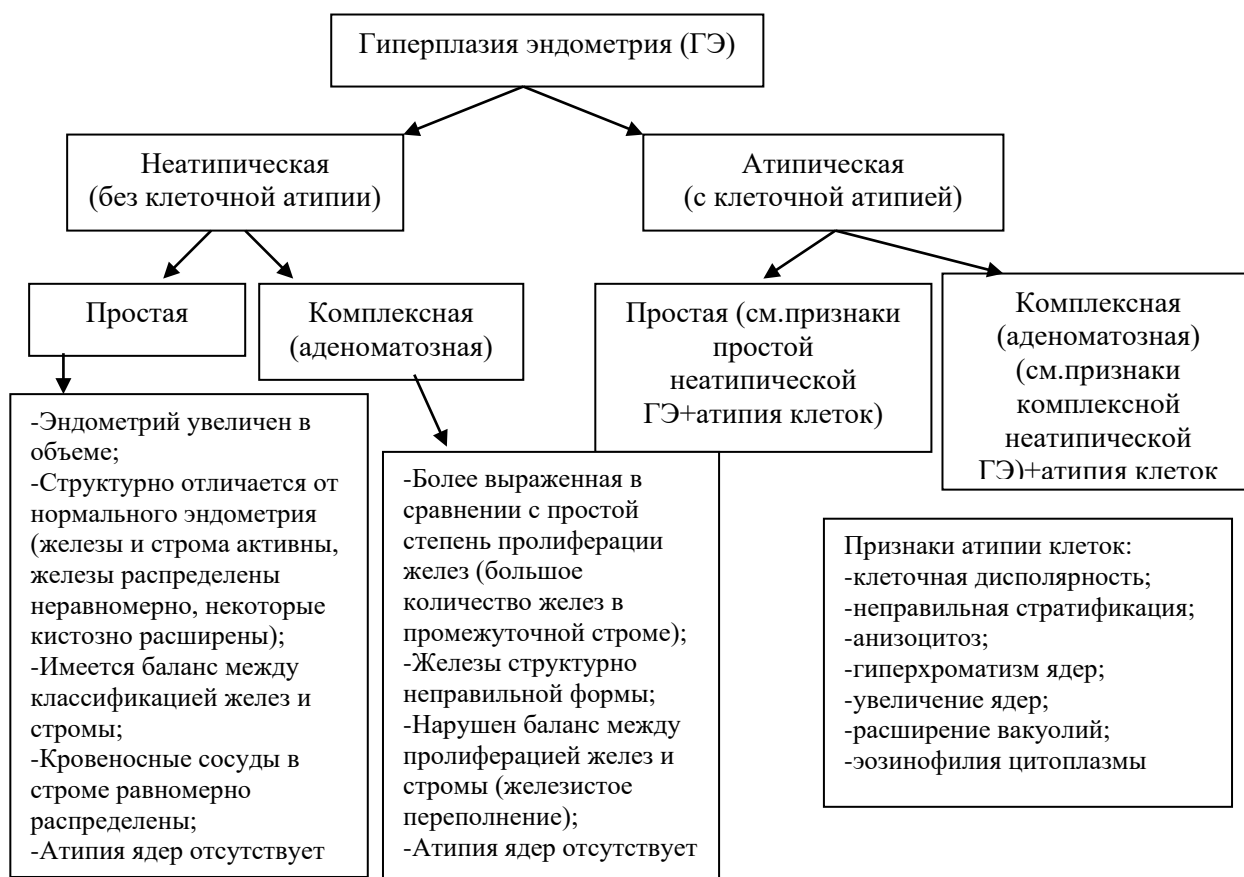 Гиперплазия эндометрия (ГЭ)
Неатипическая
(без клеточной атипии)
Атипическая
(с клеточной атипией)
Простая
Комплексная
(аденоматозная)
Простая (см.признаки
простой
неатипической
ГЭ+атипия клеток)
Комплексная
(аденоматозная)
(см.признаки
комплексной
неатипической
ГЭ)+атипия клеток
-Эндометрий увеличен в
объеме;
-Структурно отличается от
нормального эндометрия
(железы и строма активны,
железы распределены
неравномерно, некоторые
кистозно расширены);
-Имеется баланс между
классификацией желез и
стромы;
-Кровеносные сосуды в
строме равномерно
распределены;
-Атипия ядер отсутствует
-Более выраженная в
сравнении с простой
степень пролиферации
желез (большое
количество желез в
промежуточной строме);
-Железы структурно
неправильной формы;
-Нарушен баланс между
пролиферацией желез и
стромы (железистое
переполнение);
-Атипия ядер отсутствует
Признаки атипии клеток:
-клеточная дисполярность;
-неправильная стратификация;
-анизоцитоз;
-гиперхроматизм ядер;
-увеличение ядер;
-расширение вакуолий;
-эозинофилия цитоплазмы